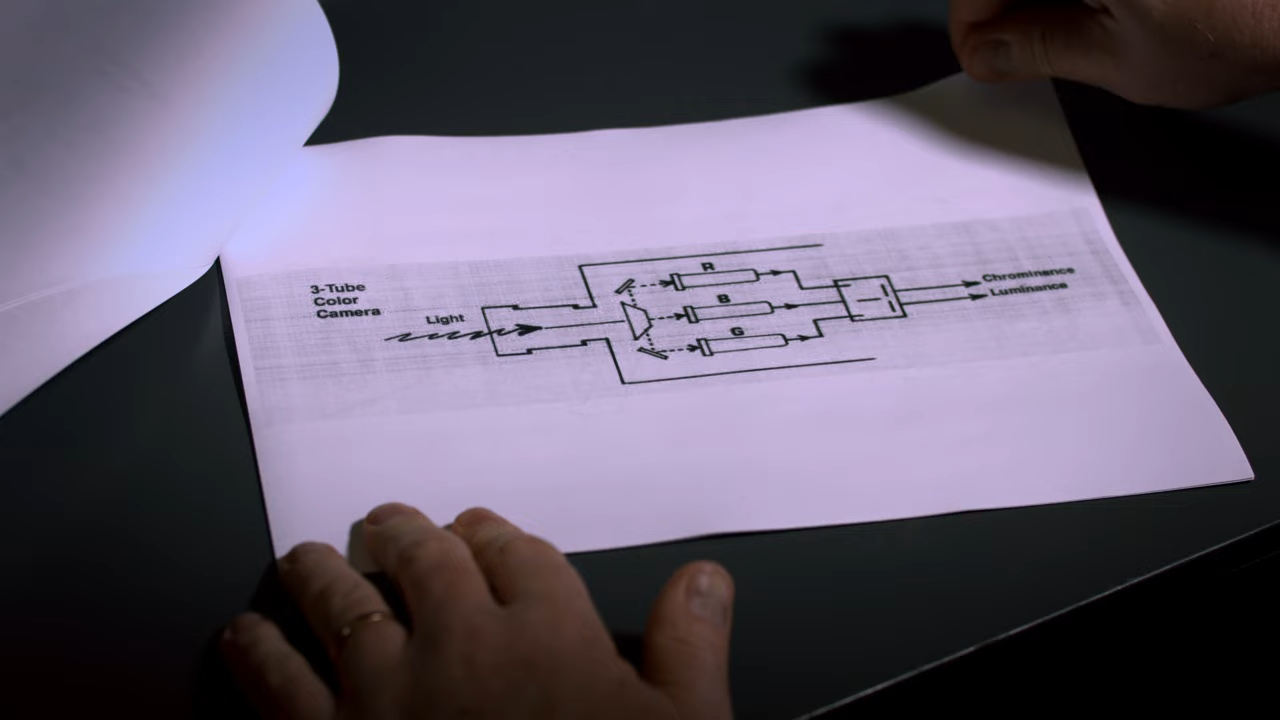 3-Tube
Color
Camera
Light
R
B
G
Chrominance
Luminance